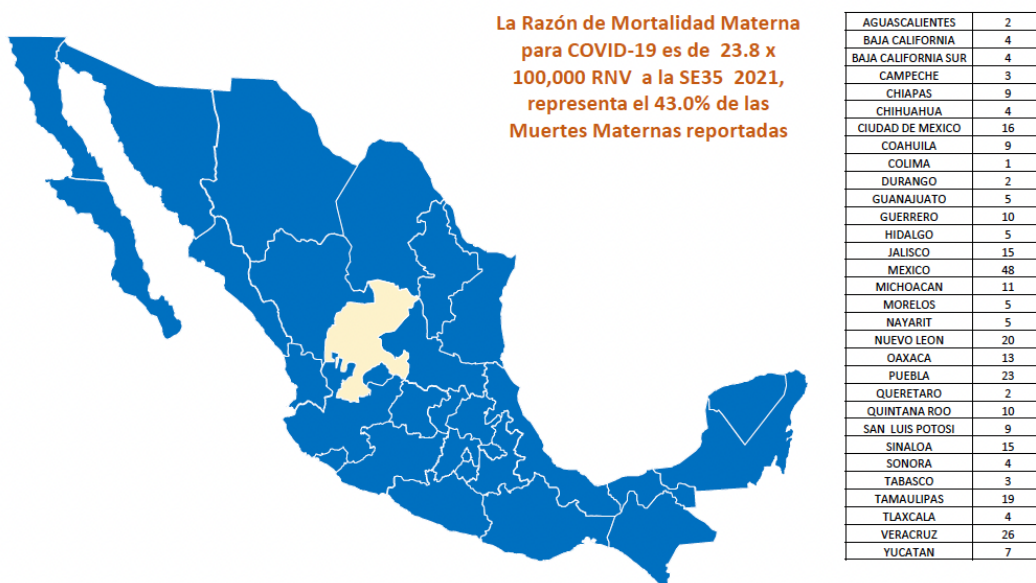 La Razón de Mortalidad Materna
para COVID-19 es de 23.8 x
100,000 RNV a la SE35 2021,
representa el 43.0% de las
Muertes Maternas reportadas
AGUASCALIENTES 2
BAJA CALIFORNIA 4
BAJA CALIFORNIA SUR 4
CAMPECHE 3
CHIAPAS 9
CHIHUAHUA 4
CIUDAD DE MEXICO 16
COAHUILA 9
COLIMA 1
DURANGO 2
GUANAJUATO 5
GUERRERO 10
HIDALGO 5
JALISCO 15
MEXICO 48
MICHOACAN 11
MORELOS 5
NAYARIT 5
NUEVO LEON 20
OAXACA 13
PUEBLA 23
QUERETARO 2
QUINTANA ROO 10
SAN LUIS POTOSI 9
SINALOA 15
SONORA 4
TABASCO 3
TAMAULIPAS 19
TLAXCALA 4
VERACRUZ 26
YUCATAN 7